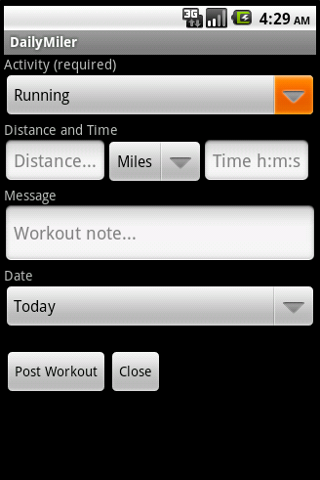 3G 4:29 AM
DailyMiler
Activity (required)
Running
Distance and Time
Distance... Miles Time h:m:s
Message
Workout note...
Date
Today
Post Workout Close